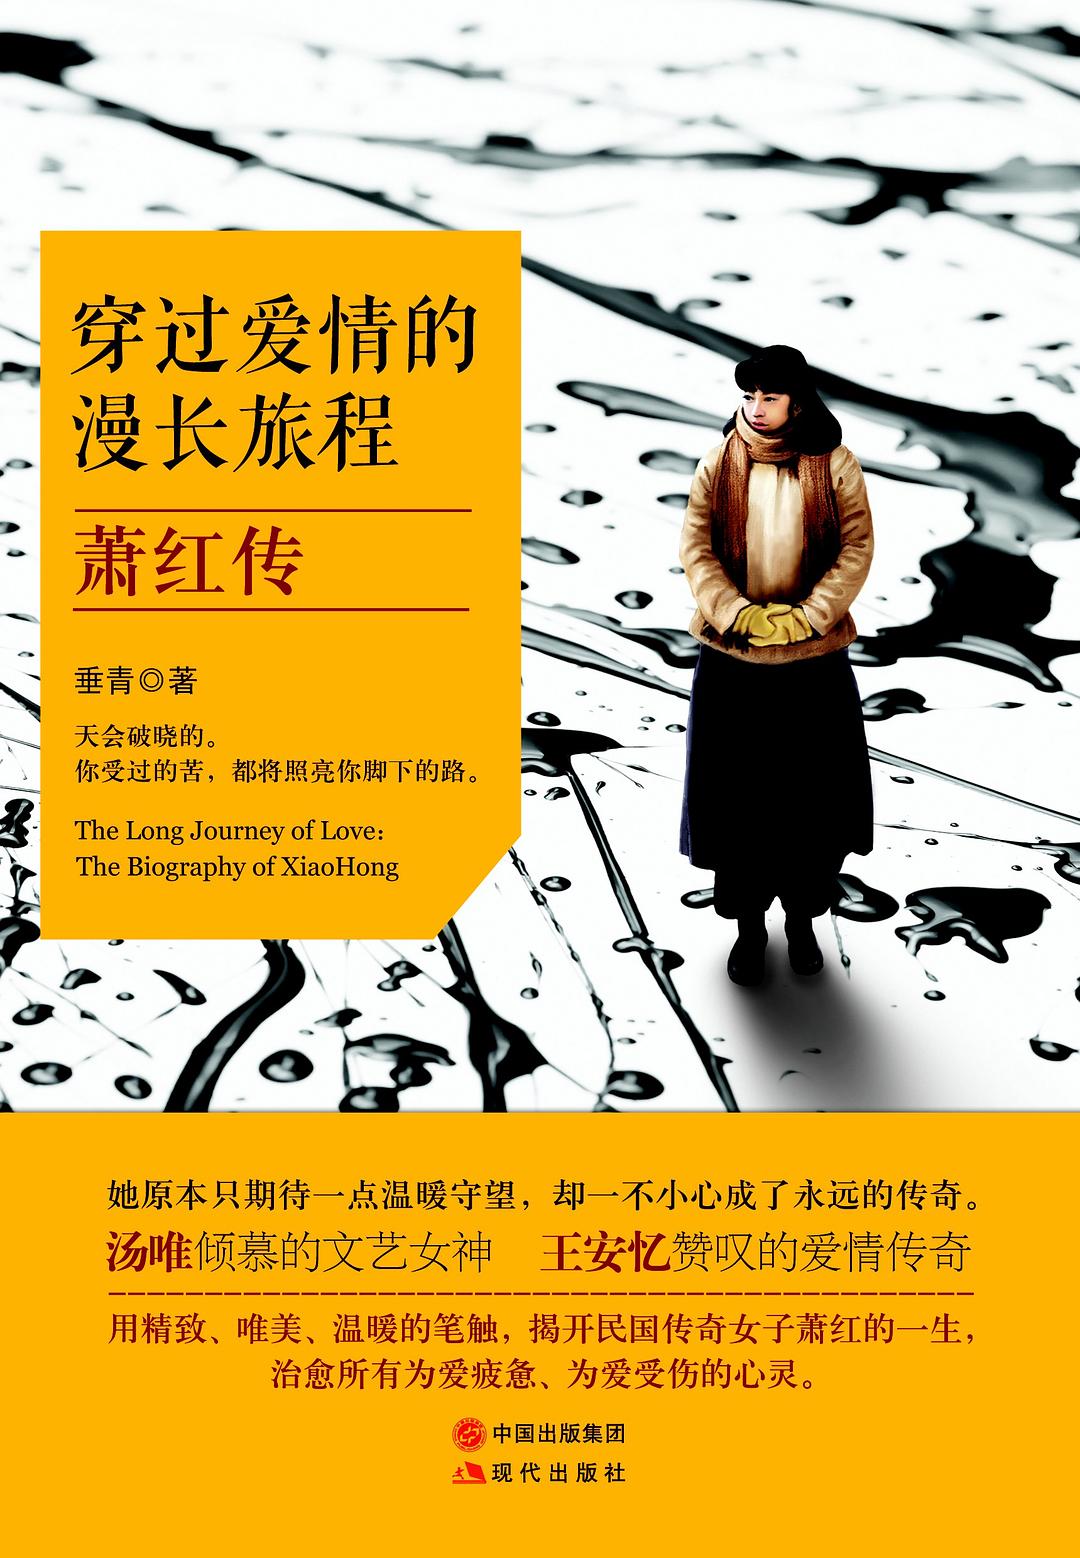 穿过爱情的
漫长旅程
萧红传
垂青◎著
天会破晓的。
你受过的苦，都将照亮你脚下的路。
The Long Journey of Love:
The Biography of XiaoHong
她原本只期待一点温暖守望，却一不小心成了永远的传奇。
汤唯倾慕的文艺女神　王安忆赞叹的爱情传奇
用精致、唯美、温暖的笔触，揭开民国传奇女子萧红的一生，
治愈所有为爱疲惫、为爱受伤的心灵。
中国出版集团
现代出版社